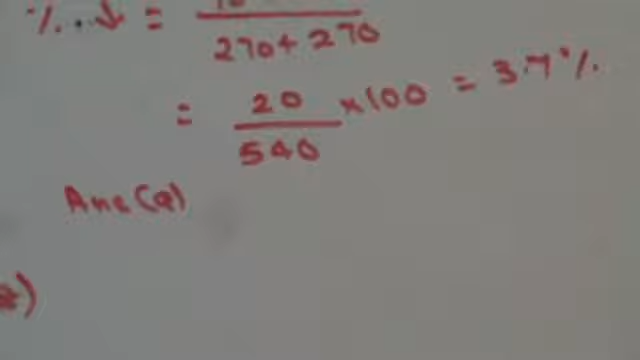 %..↓ =
270+ 270
= 20/540 ×100 = 3.7%
Ans(a)